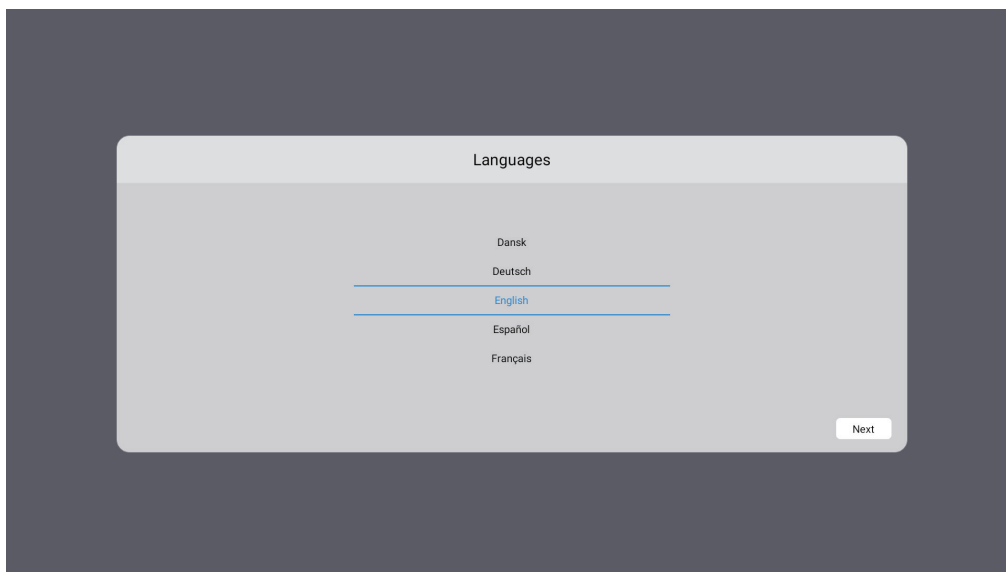 Languages
Dansk
Deutsch
English
Español
Français
Next